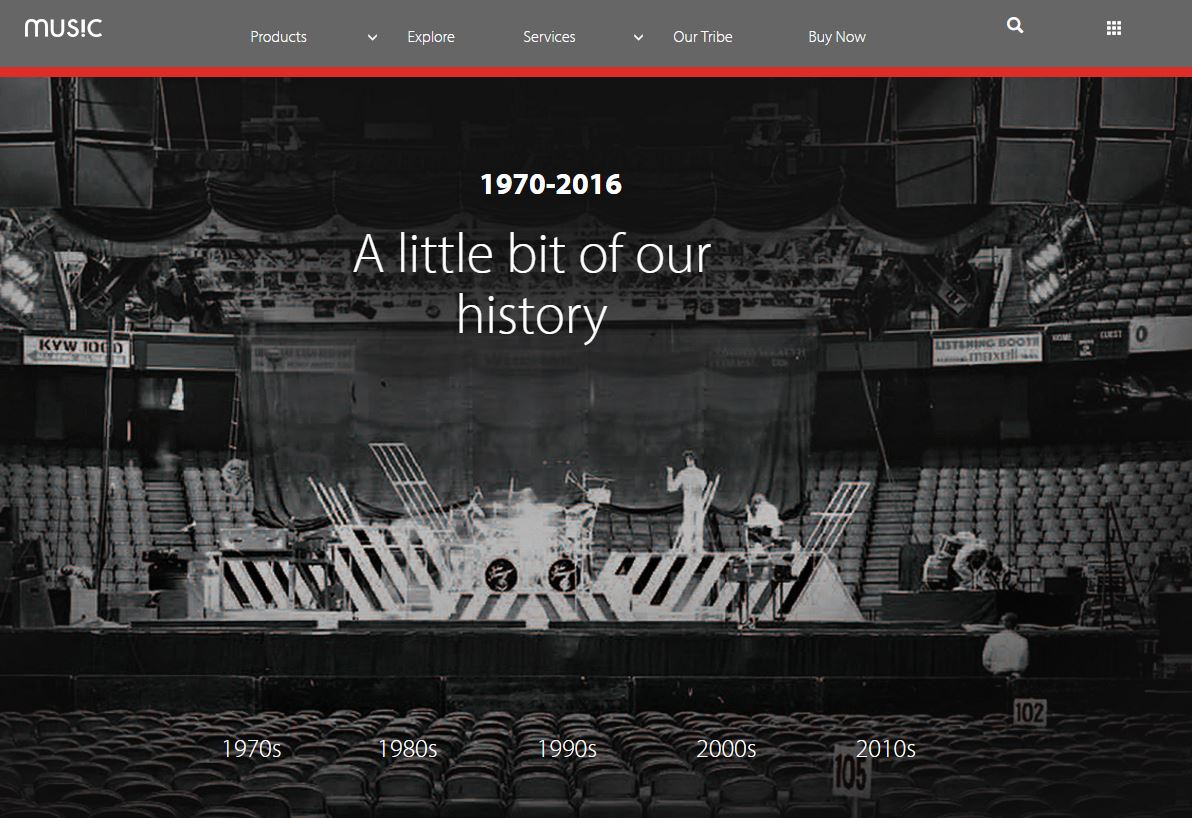 MUS!C
Products
Explore
Services
Our Tribe
Buy Now
1970-2016
A little bit of our
history
KYW 1060
LISTENING BOOTH
maxell
HOME
GUEST
0
102
1970s
1980s
1990s
2000s
2010s
105